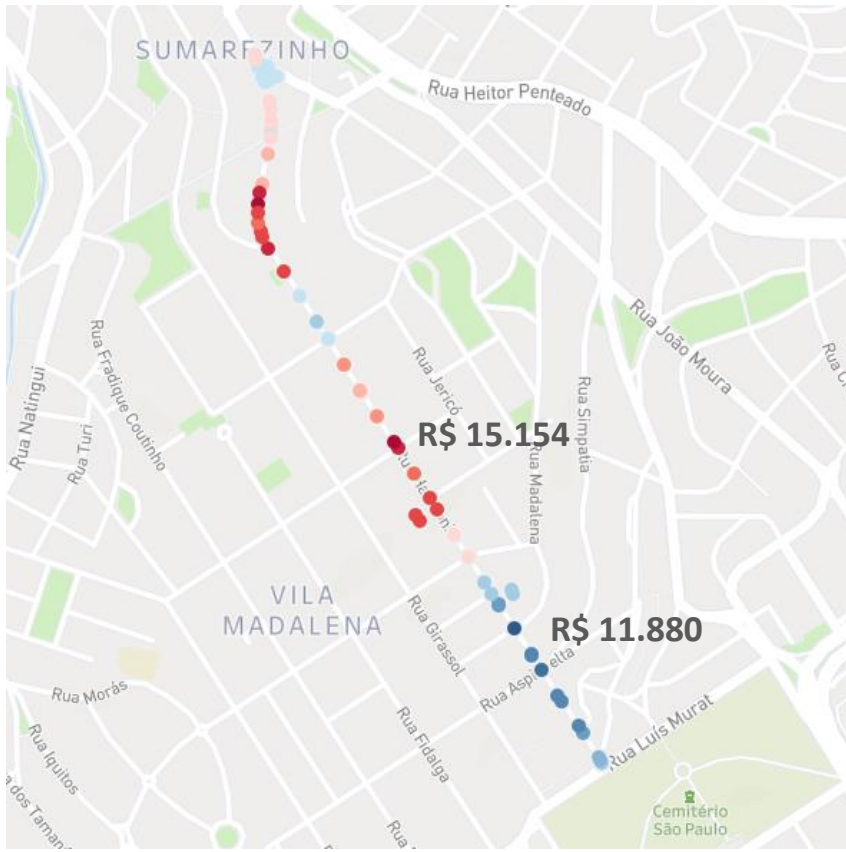 SUMAREZINHO
Rua Heitor Penteado
Rua João Moura
Rua Natingui
Rua Turi
Rua Fradique Coutinho
Rua Jericó
Rua Simpatia
R$ 15.154
Rua Madalena
VILA
MADALENA
R$ 11.880
Rua Girassol
Rua Luís Murat
Rua Morás
Rua Fidalga
Rua Iquitos
Cemitério
São Paulo